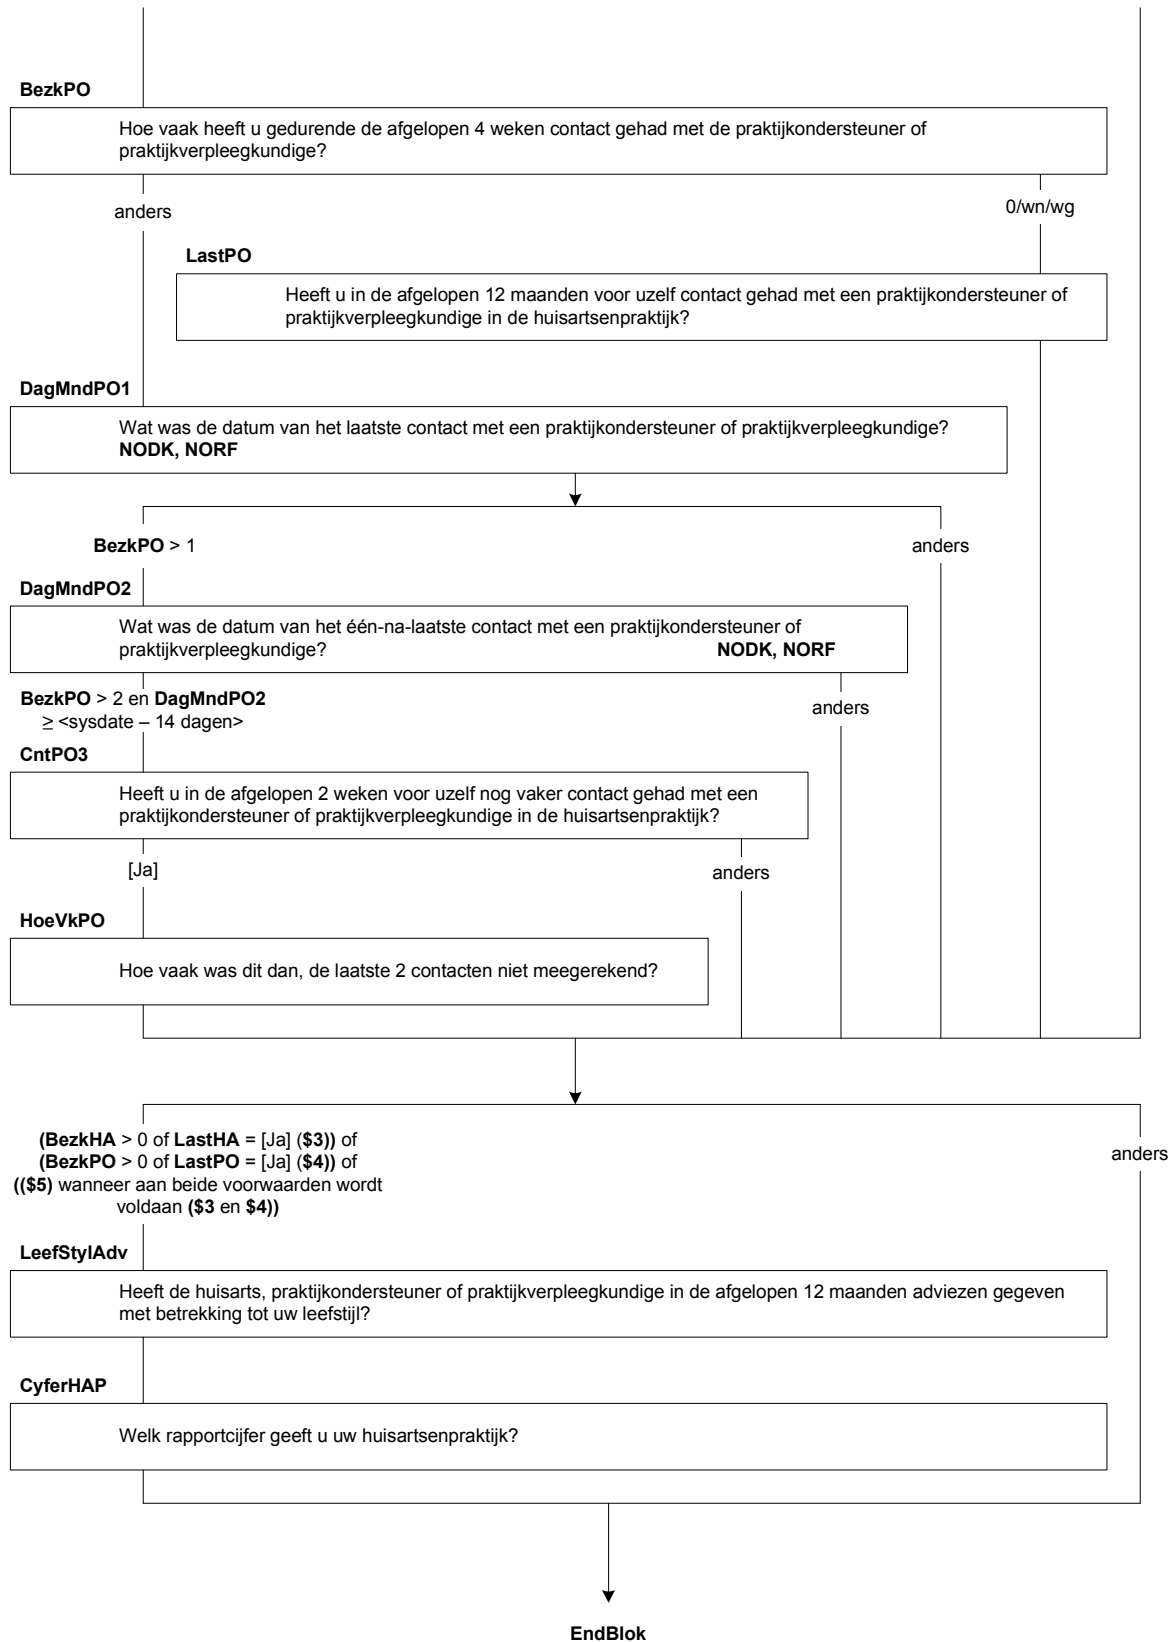 BezkPO
Hoe vaak heeft u gedurende de afgelopen 4 weken contact gehad met de praktijkondersteuner of
praktijkverpleegkundige?
anders
0/wn/wg
LastPO
Heeft u in de afgelopen 12 maanden voor uzelf contact gehad met een praktijkondersteuner of
praktijkverpleegkundige in de huisartsenpraktijk?
DagMndPO1
Wat was de datum van het laatste contact met een praktijkondersteuner of praktijkverpleegkundige?
NODK, NORF
BezkPO > 1
anders
DagMndPO2
Wat was de datum van het één-na-laatste contact met een praktijkondersteuner of
praktijkverpleegkundige? NODK, NORF
BezkPO > 2 en DagMndPO2
≥ <sysdate – 14 dagen>
anders
CntPO3
Heeft u in de afgelopen 2 weken voor uzelf nog vaker contact gehad met een
praktijkondersteuner of praktijkverpleegkundige in de huisartsenpraktijk?
[Ja]
anders
HoeVkPO
Hoe vaak was dit dan, de laatste 2 contacten niet meegerekend?
(BezkHA > 0 of LastHA = [Ja] ($3)) of
(BezkPO > 0 of LastPO = [Ja] ($4)) of
(($5) wanneer aan beide voorwaarden wordt
voldaan ($3 en $4))
anders
LeefStylAdv
Heeft de huisarts, praktijkondersteuner of praktijkverpleegkundige in de afgelopen 12 maanden adviezen gegeven
met betrekking tot uw leefstijl?
CyferHAP
Welk rapportcijfer geeft u uw huisartsenpraktijk?
EndBlok